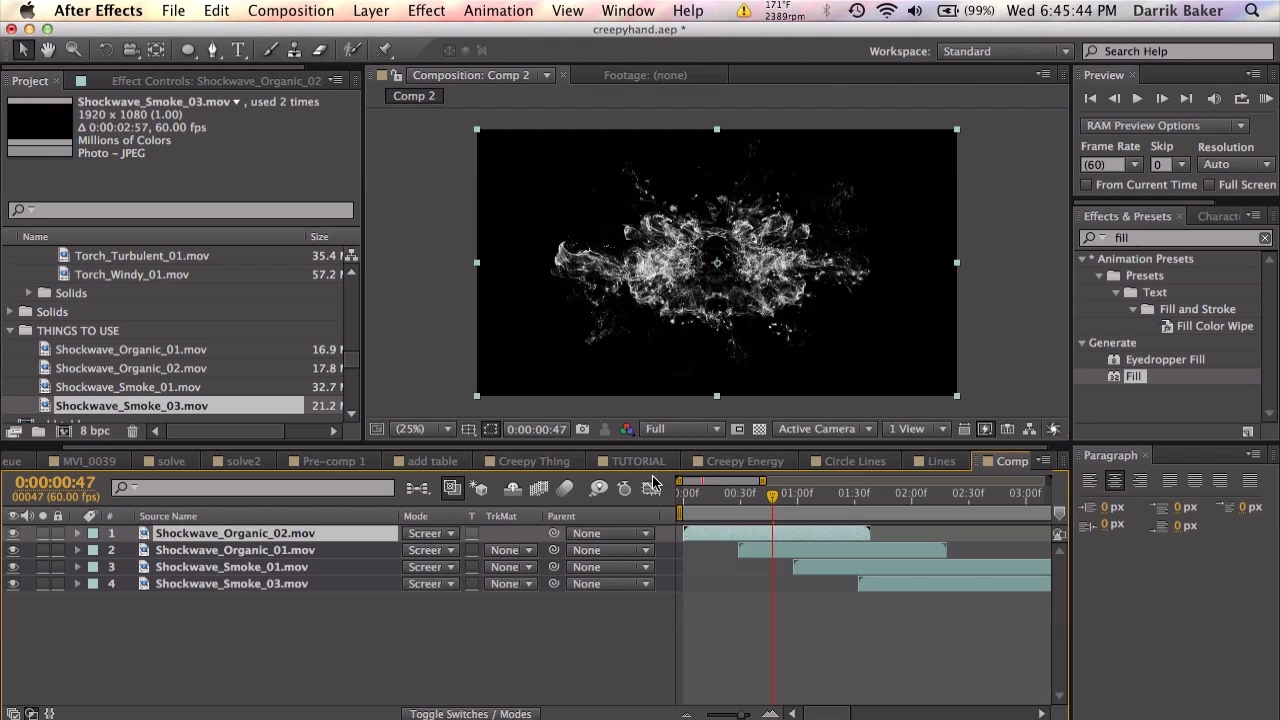 After Effects File Edit Composition Layer Effect Animation View Window Help 171°F 2389rpm (99%) Wed 6:45:44 PM Darrik Baker
creepyhand.aep *
Workspace: Standard Search Help
Project Effect Controls: Shockwave_Organic_02 Composition: Comp 2 Footage: (none) Preview
Comp 2
Shockwave_Smoke_03.mov , used 2 times
1920 x 1080 (1.00)
Δ 0:00:02:57, 60.00 fps
Millions of Colors
Photo - JPEG
RAM Preview Options
Frame Rate Skip Resolution
(60) 0 Auto
From Current Time Full Screen
Effects & Presets Charact
fill
* Animation Presets
Presets
Text
Fill and Stroke
Fill Color Wipe
Generate
Eyedropper Fill
32 Fill
Name Size
Torch_Turbulent_01.mov 35.4 M
Torch_Windy_01.mov 57.2 M
Solids
Solids
THINGS TO USE
Shockwave_Organic_01.mov 16.9 M
Shockwave_Organic_02.mov 17.8 M
Shockwave_Smoke_01.mov 32.7 M
Shockwave_Smoke_03.mov 21.2 M
8 bpc
(25%) 0:00:00:47 Full Active Camera 1 View
eue MVI_0039 solve solve2 Pre-comp 1 add table Creepy Thing TUTORIAL Creepy Energy Circle Lines Lines Comp
Paragraph
0 px 0 px 0 px
0 px 0 px
0:00:00:47
00047 (60.00 fps)
:00f 00:30f 01:00f 01:30f 02:00f 02:30f 03:00f
# Source Name Mode T TrkMat Parent
1 Shockwave_Organic_02.mov Screer None
2 Shockwave_Organic_01.mov Screer None None
3 Shockwave_Smoke_01.mov Screer None None
4 Shockwave_Smoke_03.mov Screer None None
Toggle Switches / Modes